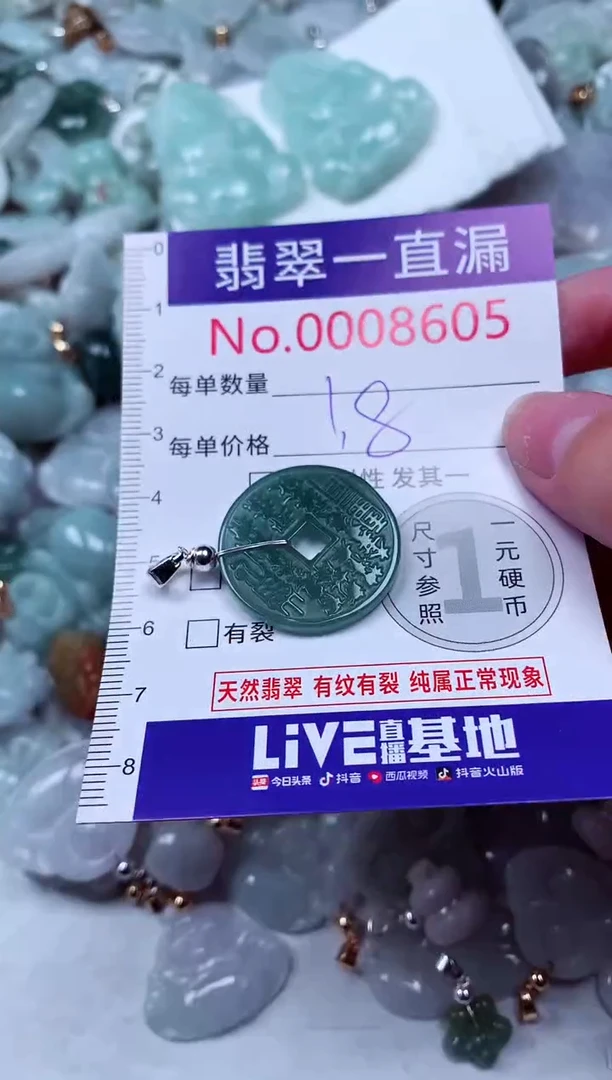 翡翠一直漏
No.0008605
每单数量
1,8
每单价格
性 发其一
尺寸参照
1
一元硬币
有裂
天然翡翠 有纹有裂 纯属正常现象
LiVE直播基地
头条 今日头条 抖音 西瓜视频 抖音火山版
0
1
2
3
4
5
6
7
8